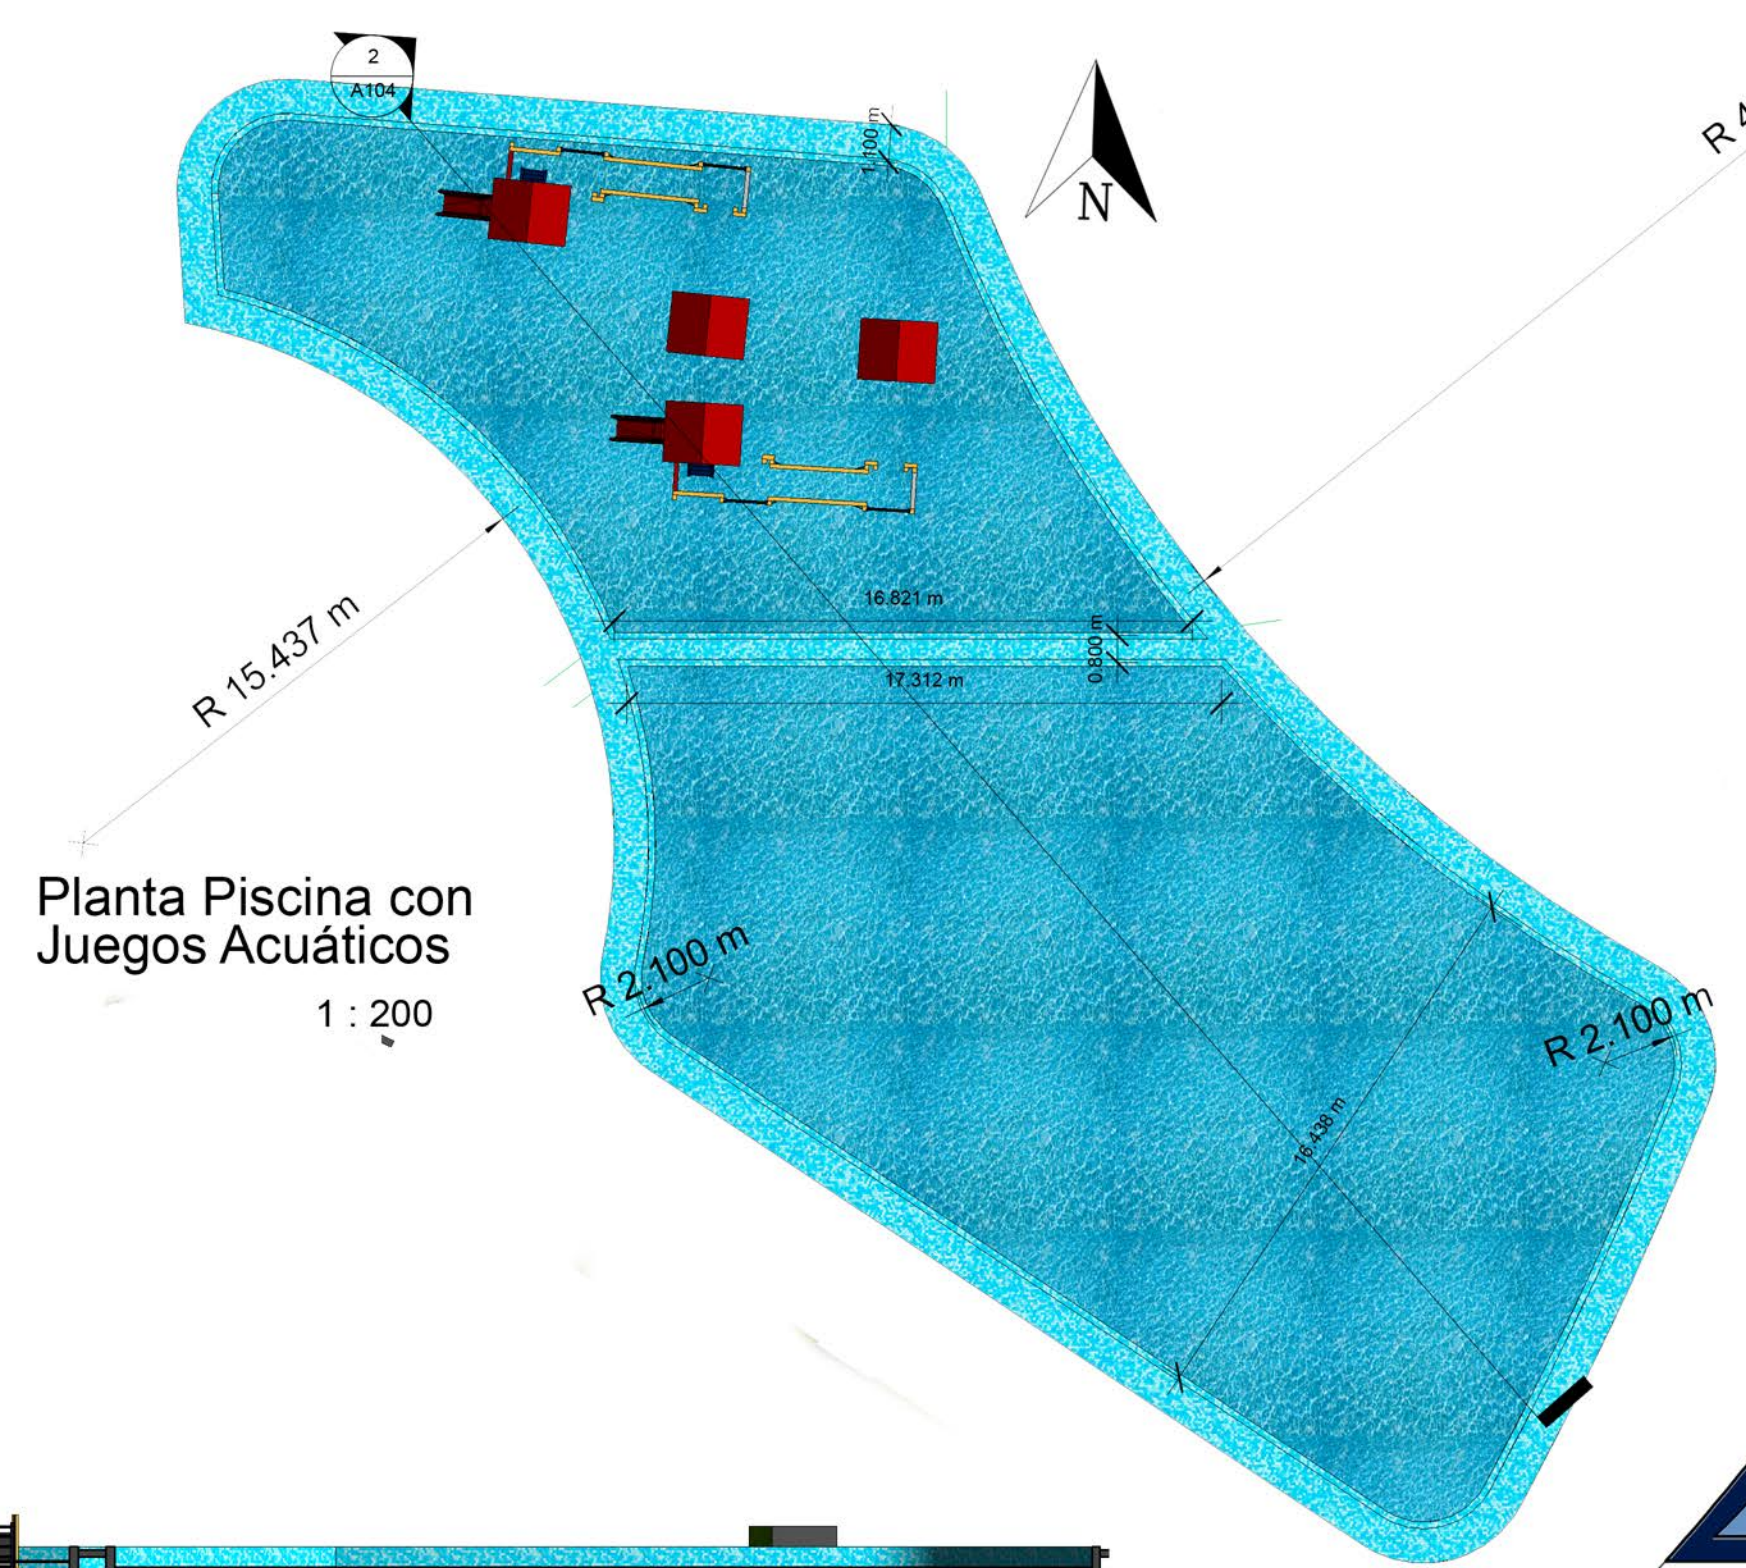 2
A104
1.100 m
N
R 4
16.821 m
0.800 m
17.312 m
R 15.437 m
Planta Piscina con
Juegos Acuáticos
1 : 200
R 2.100 m
R 2.100 m
16.438 m